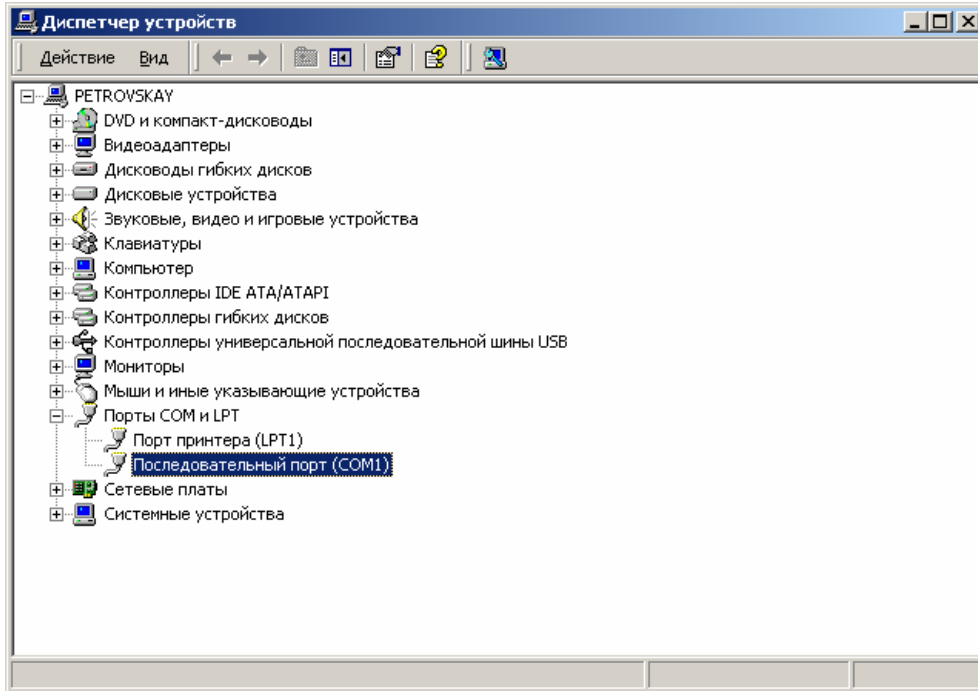 Диспетчер устройств
Действие Вид
PETROVSKAY
DVD и компакт-дисководы
Видеоадаптеры
Дисководы гибких дисков
Дисковые устройства
Звуковые, видео и игровые устройства
Клавиатуры
Компьютер
Контроллеры IDE ATA/ATAPI
Контроллеры гибких дисков
Контроллеры универсальной последовательной шины USB
Мониторы
Мыши и иные указывающие устройства
Порты COM и LPT
Порт принтера (LPT1)
Последовательный порт (COM1)
Сетевые платы
Системные устройства